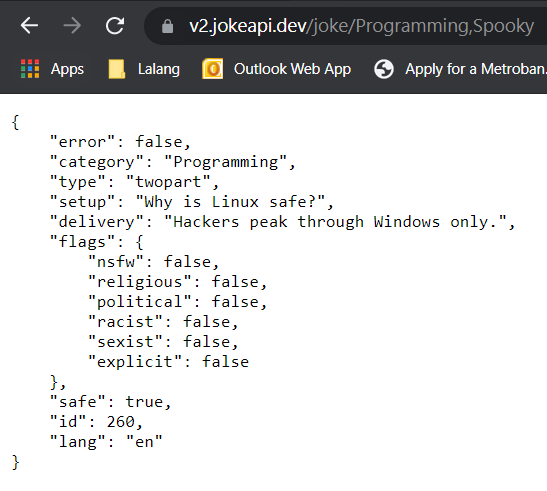 v2.jokeapi.dev/joke/Programming,Spooky
Apps Lalang Outlook Web App Apply for a Metroban
{
    "error": false,
    "category": "Programming",
    "type": "twopart",
    "setup": "Why is Linux safe?",
    "delivery": "Hackers peak through Windows only.",
    "flags": {
        "nsfw": false,
        "religious": false,
        "political": false,
        "racist": false,
        "sexist": false,
        "explicit": false
    },
    "safe": true,
    "id": 260,
    "lang": "en"
}